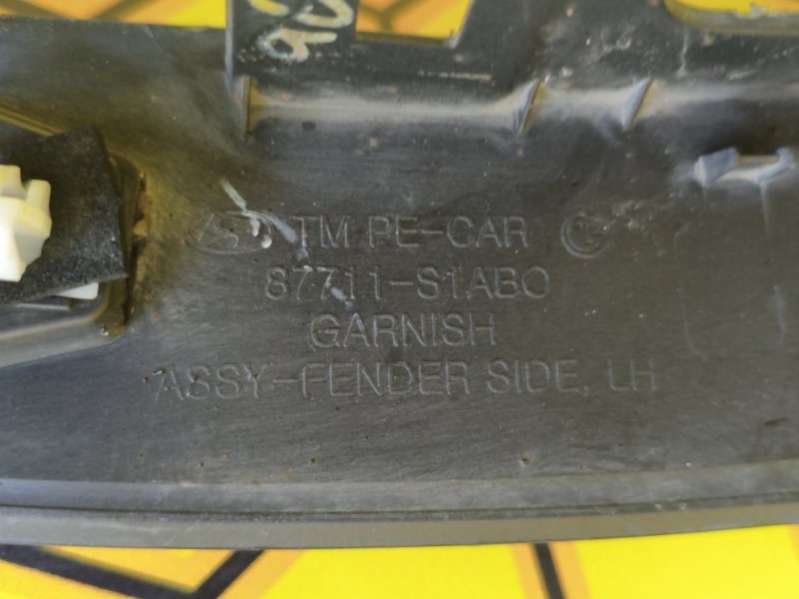 TM PE-CAR
87711-S1AB0
GARNISH
ASSY-FENDER SIDE, LH